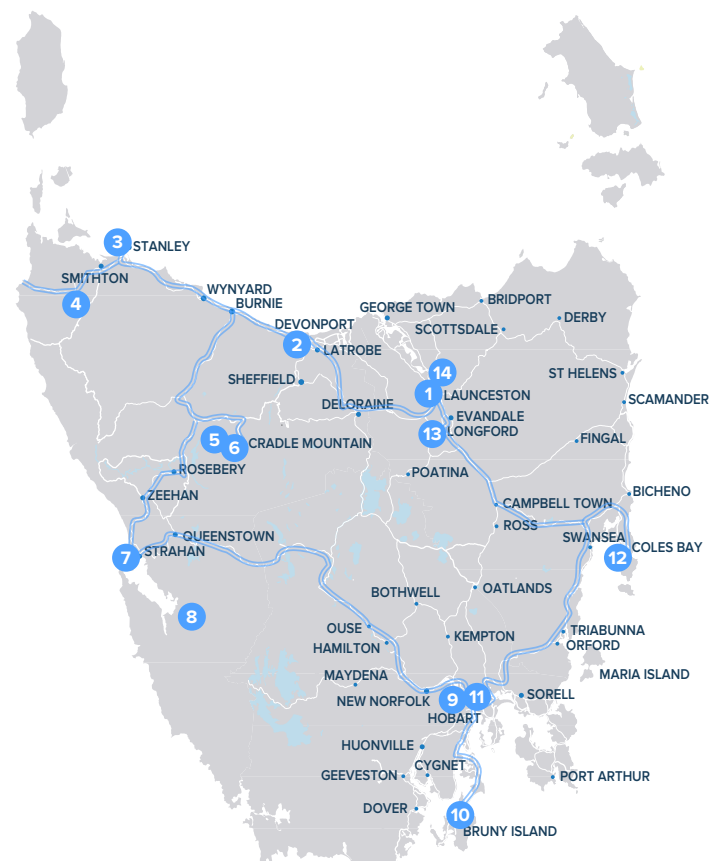 3
STANLEY
SMITHTON
4
WYNYARD
BURNIE
GEORGE TOWN
BRIDPORT
DEVONPORT
DERBY
SCOTTSDALE
2
LATROBE
14
ST HELENS
SHEFFIELD
1
LAUNCESTON
SCAMANDER
DELORAINE
EVANDALE
13
LONGFORD
5
6
CRADLE MOUNTAIN
FINGAL
ROSEBERY
POATINA
ZEEHAN
BICHENO
CAMPBELL TOWN
ROSS
QUEENSTOWN
SWANSEA
7
STRAHAN
12
COLES BAY
OATLANDS
BOTHWELL
8
OUSE
TRIABUNNA
KEMPTON
ORFORD
HAMILTON
MAYDENA
MARIA ISLAND
NEW NORFOLK
9
11
SORELL
HOBART
HUONVILLE
CYGNET
GEEVESTON
PORT ARTHUR
DOVER
10
BRUNY ISLAND